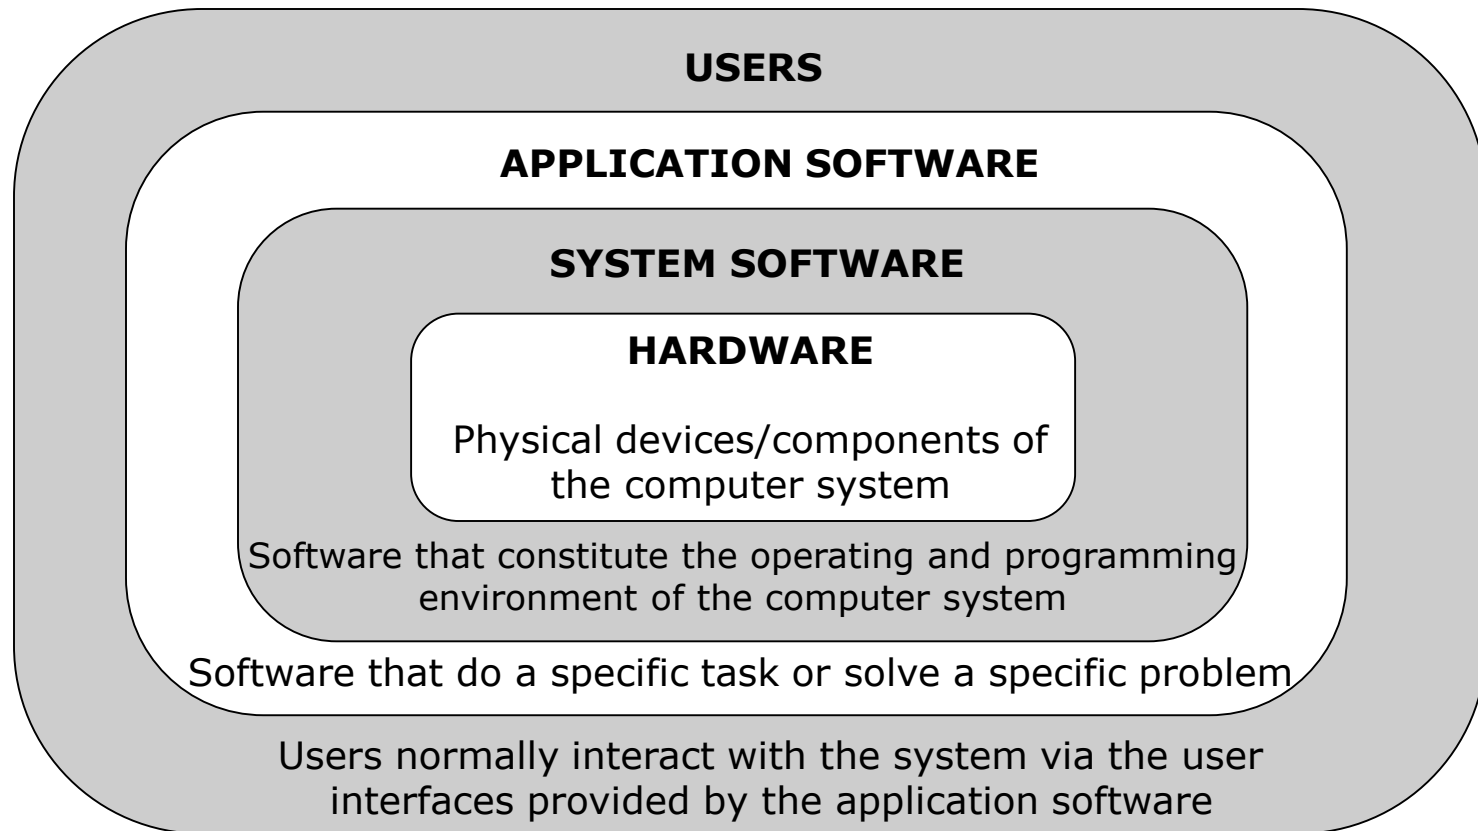 USERS
APPLICATION SOFTWARE
SYSTEM SOFTWARE
HARDWARE
Physical devices/components of
the computer system
Software that constitute the operating and programming
environment of the computer system
Software that do a specific task or solve a specific problem
Users normally interact with the system via the user
interfaces provided by the application software